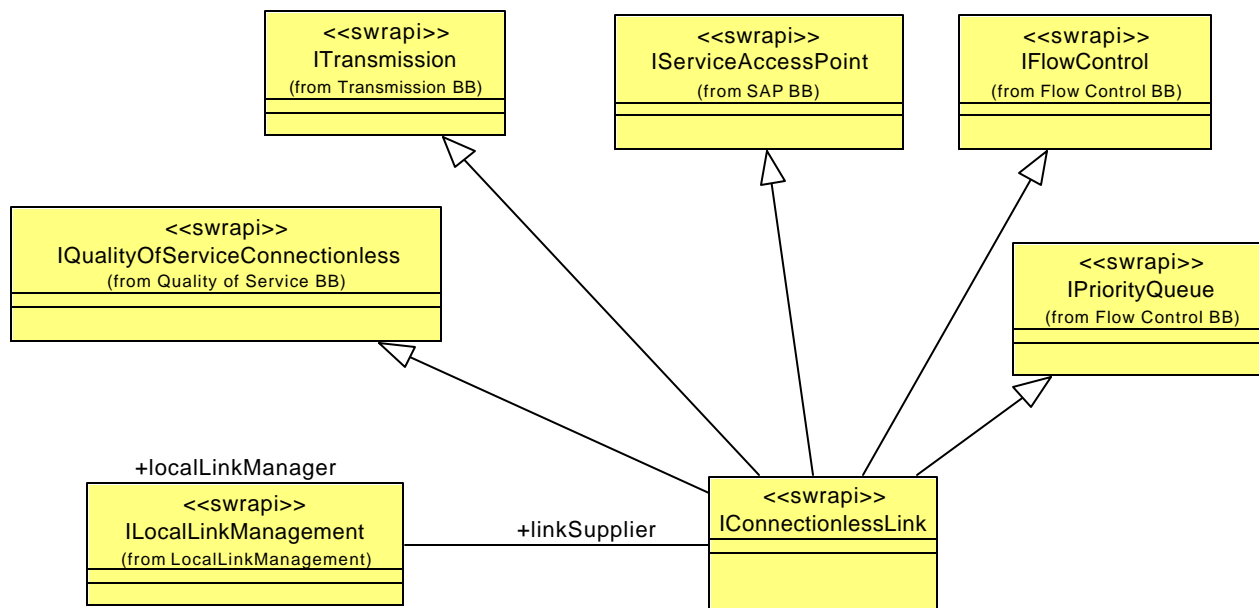 <<swrapi>>
ITransmission
(from Transmission BB)
<<swrapi>>
IServiceAccessPoint
(from SAP BB)
<<swrapi>>
IFlowControl
(from Flow Control BB)
<<swrapi>>
IQualityOfServiceConnectionless
(from Quality of Service BB)
<<swrapi>>
IPriorityQueue
(from Flow Control BB)
+localLinkManager
<<swrapi>>
ILocalLinkManagement
(from LocalLinkManagement)
+linkSupplier
<<swrapi>>
IConnectionlessLink